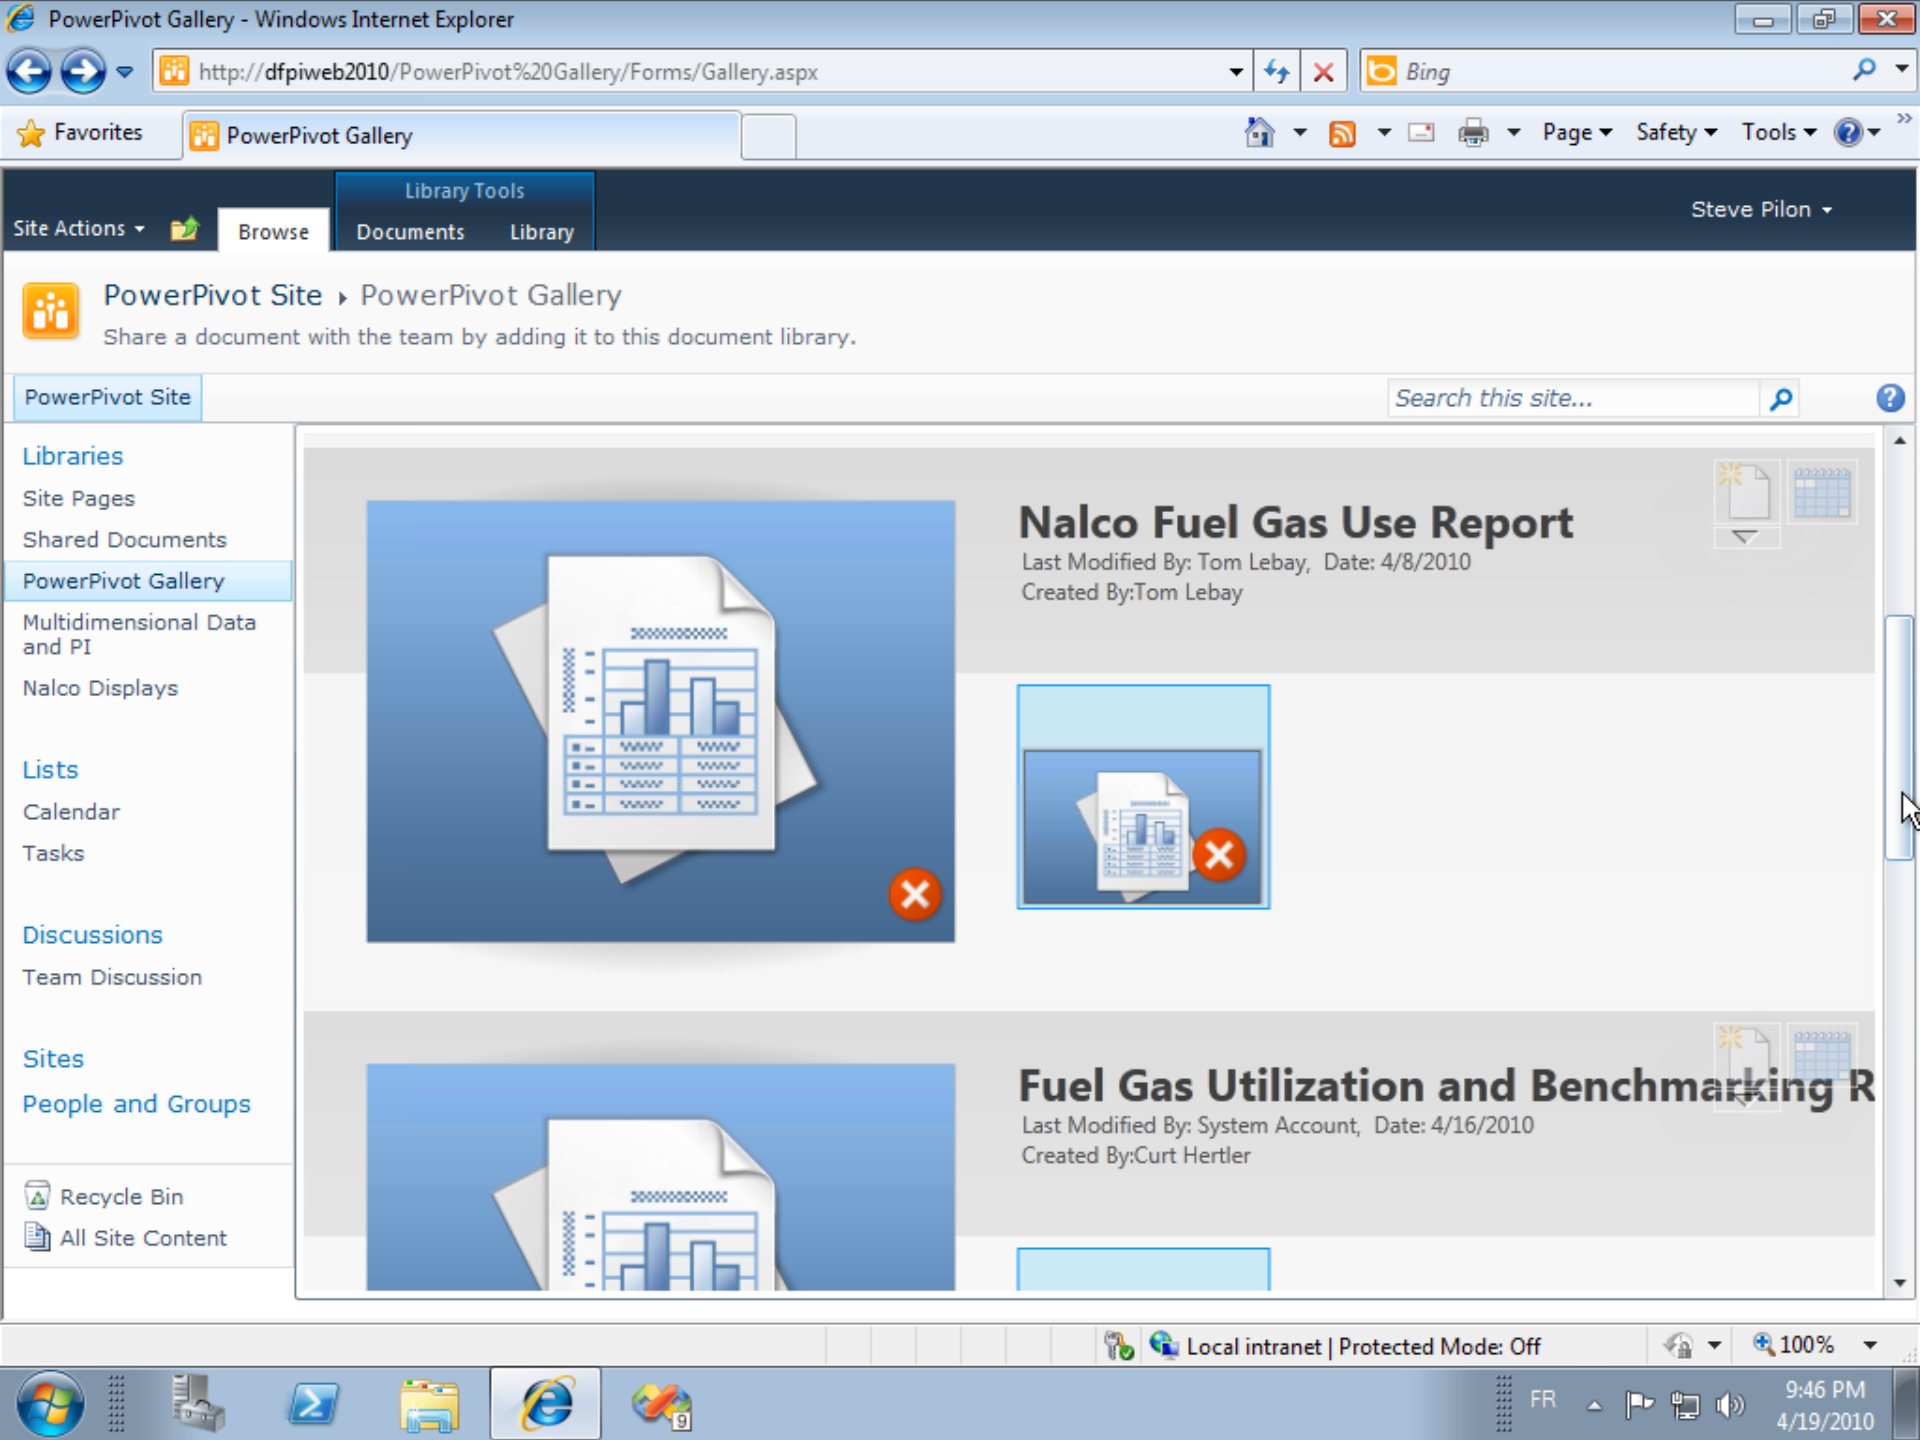 PowerPivot Gallery - Windows Internet Explorer
http://dfpiweb2010/PowerPivot%20Gallery/Forms/Gallery.aspx
Bing
Favorites
PowerPivot Gallery
Page
Safety
Tools
»
Library Tools
Site Actions
Browse
Documents
Library
Steve Pilon
PowerPivot Site
PowerPivot Gallery
Share a document with the team by adding it to this document library.
PowerPivot Site
Search this site...
Libraries
Site Pages
Shared Documents
PowerPivot Gallery
Multidimensional Data
and PI
Nalco Displays
Lists
Calendar
Tasks
Discussions
Team Discussion
Sites
People and Groups
Recycle Bin
All Site Content
Nalco Fuel Gas Use Report
Last Modified By: Tom Lebay, Date: 4/8/2010
Created By:Tom Lebay
Fuel Gas Utilization and Benchmarking R
Last Modified By: System Account, Date: 4/16/2010
Created By:Curt Hertler
Local intranet | Protected Mode: Off
100%
9
FR
9:46 PM
4/19/2010